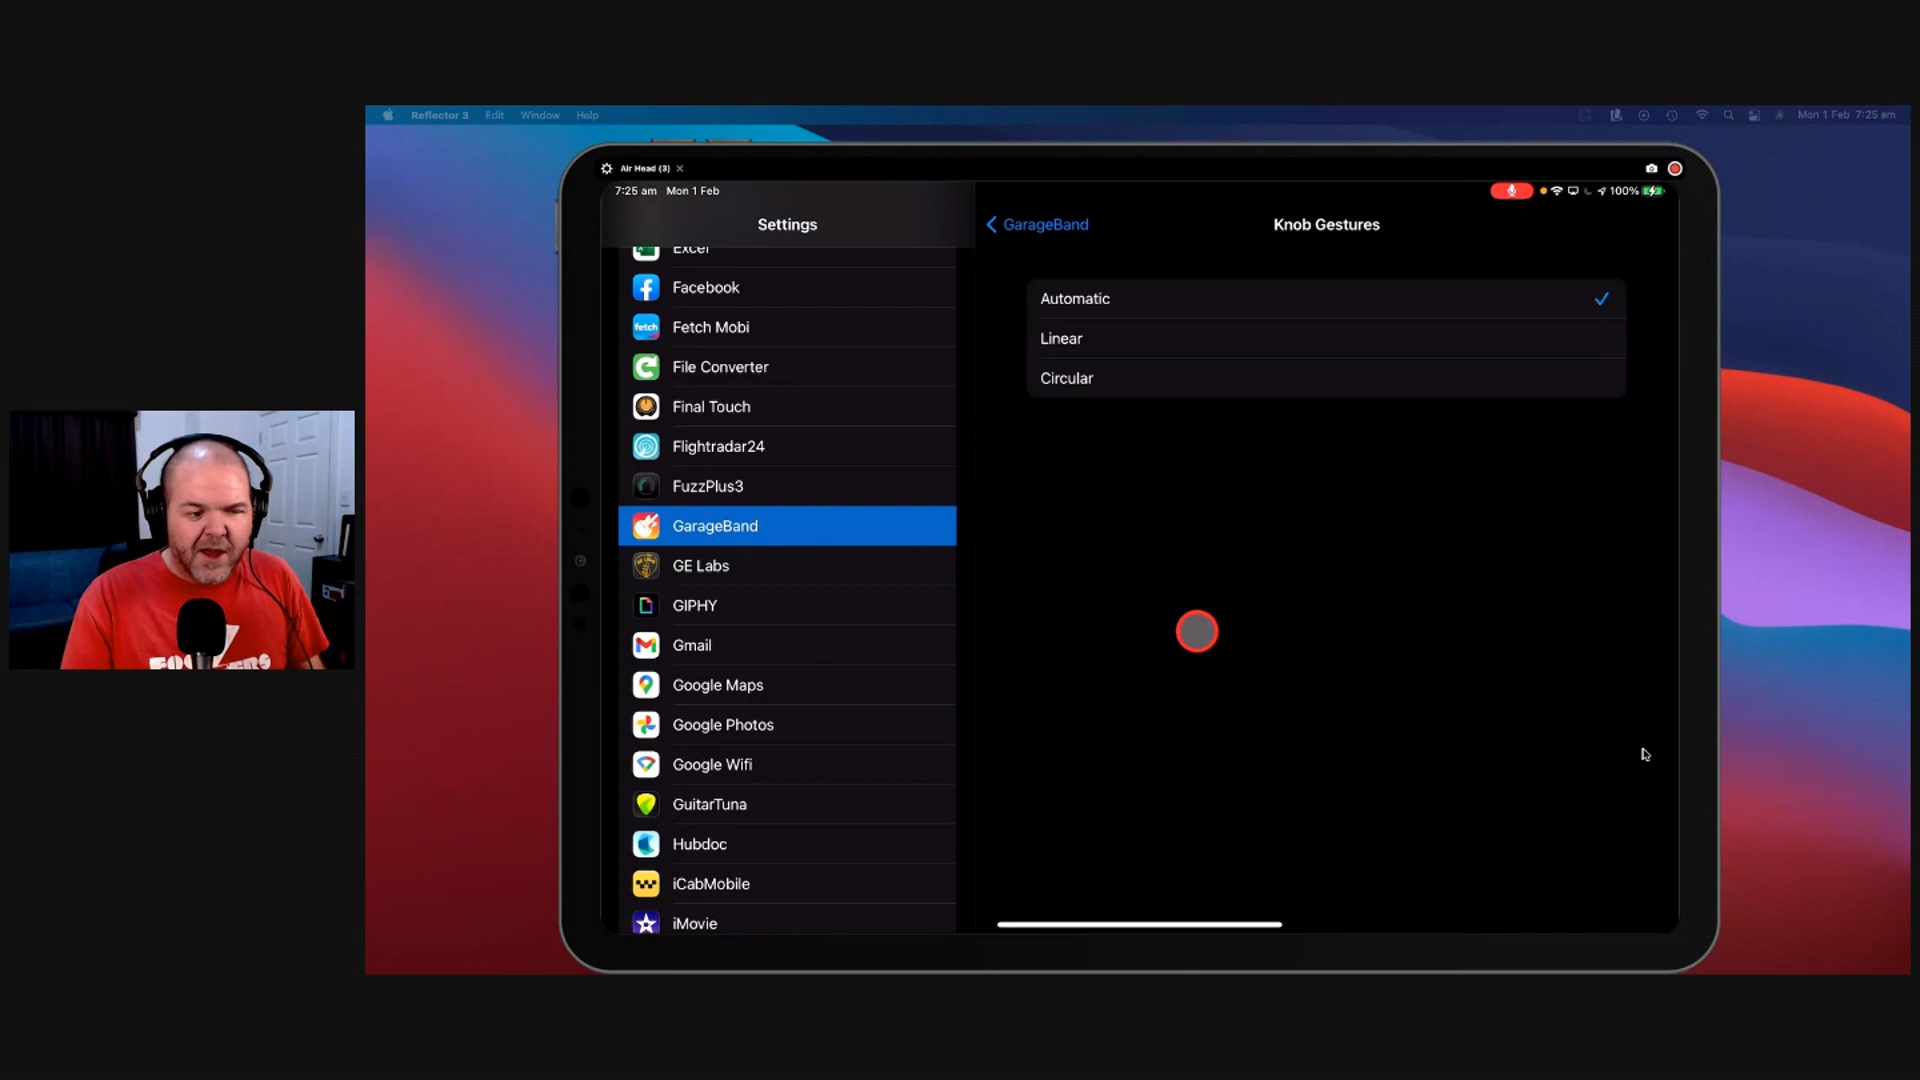 Reflector 3 Edit Window Help
Mon 1 Feb 7:25 am
Air Head (3)
7:25 am Mon 1 Feb
100%
Settings
GarageBand
Knob Gestures
Excel
Facebook
fetch
Fetch Mobi
File Converter
Final Touch
Flightradar24
FuzzPlus3
GarageBand
GE Labs
GIPHY
Gmail
Google Maps
Google Photos
Google Wifi
GuitarTuna
Hubdoc
iCabMobile
iMovie
Automatic
Linear
Circular